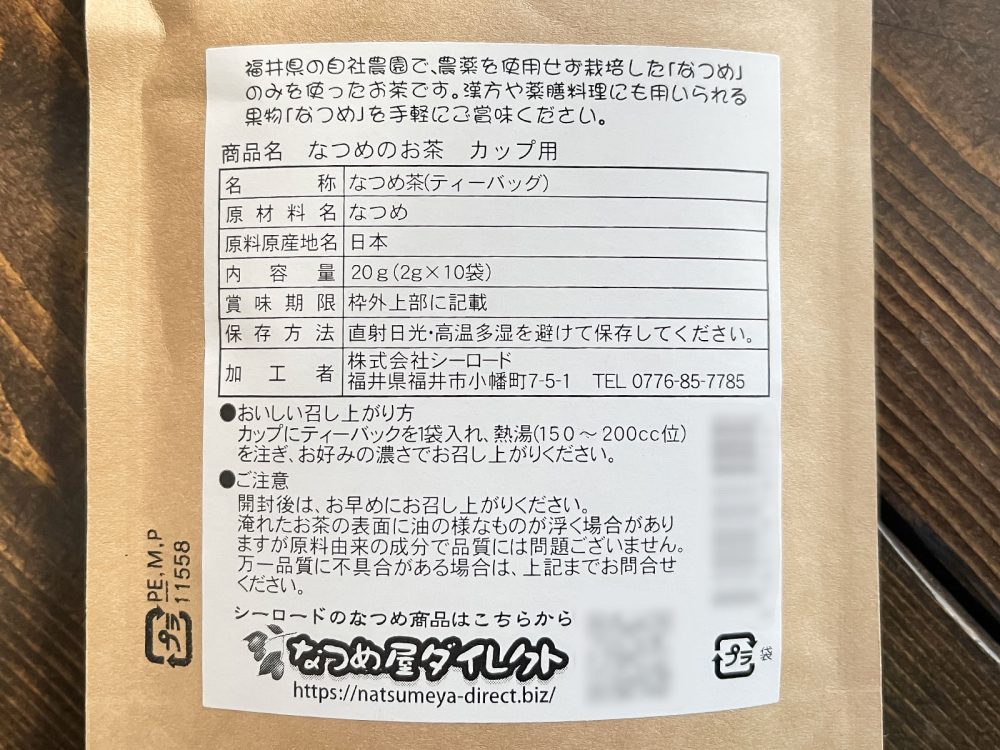 福井県の自社農園で、農薬を使用せず栽培した「なつめ」
のみを使ったお茶です。漢方や薬膳料理にも用いられる
果物「なつめ」を手軽にご賞味ください。
商品名 なつめのお茶 カップ用
名称 なつめ茶(ティーバッグ)
原材料名 なつめ
原料原産地名 日本
内容量 20g(2g×10袋)
賞味期限 枠外上部に記載
保存方法 直射日光・高温多湿を避けて保存してください。
加工者 株式会社シーロード
福井県福井市小幡町7-5-1 TEL 0776-85-7785
●おいしい召し上がり方
カップにティーバックを1袋入れ、熱湯(150~200cc位)
を注ぎ、お好みの濃さでお召し上がりください。
●ご注意
開封後は、お早めにお召し上がりください。
淹れたお茶の表面に油の様なものが浮く場合があり
ますが原料由来の成分で品質には問題ございません。
万一品質に不具合がある場合は、上記までお問合せ
ください。
シーロードのなつめ商品はこちらから
なつめ屋ダイレクト
https://natsumeya-direct.biz/
プラ 袋
プラ PE,M,P
11558